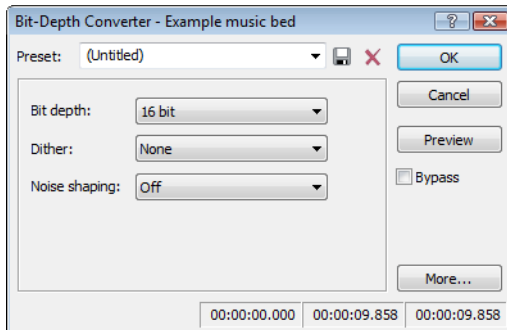 Bit-Depth Converter - Example music bed
Preset: (Untitled) OK
Cancel
Bit depth: 16 bit
Dither: None Preview
Noise shaping: Off Bypass
More...
00:00:00.000 00:00:09.858 00:00:09.858